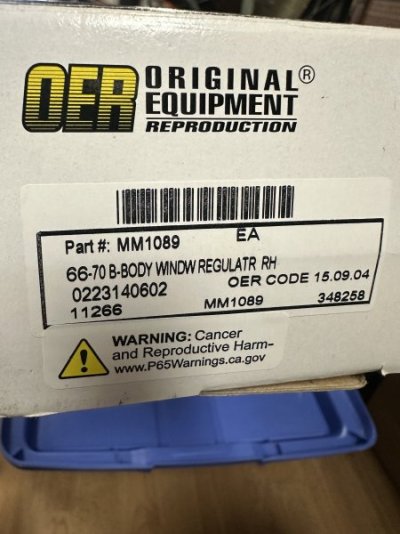 OER ORIGINAL®
EQUIPMENT
REPRODUCTION
Part #: MM1089 EA
66-70 B-BODY WINDW REGULATR RH
0223140602 OER CODE 15.09.04
11266 MM1089 348258
WARNING: Cancer
and Reproductive Harm-
www.P65Warnings.ca.gov